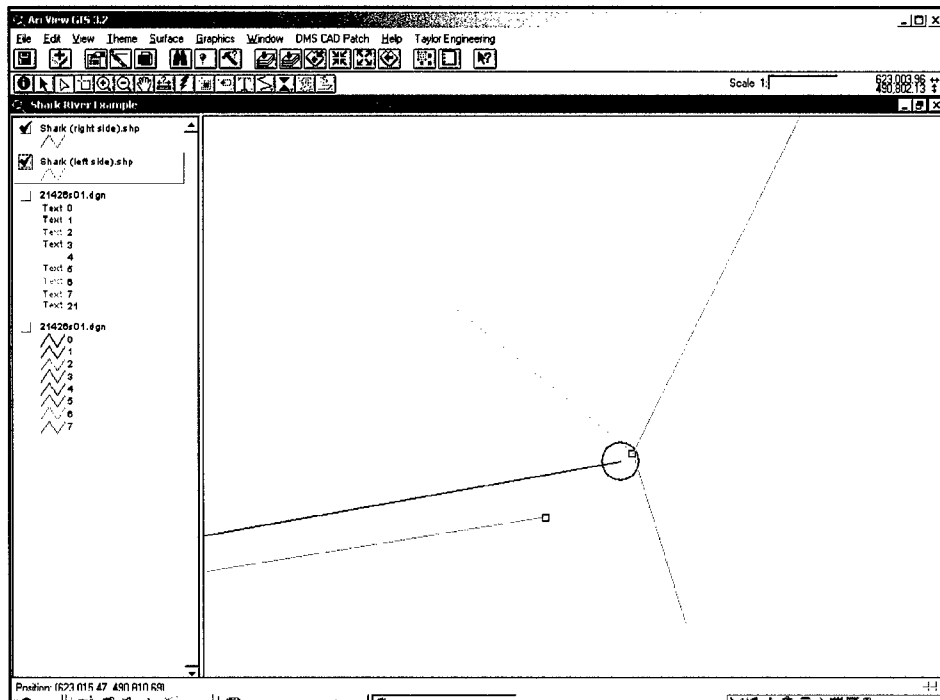 Arc View GIS 3.2
File Edit View Theme Surface Graphics Window DMS CAD Patch Help Taylor Engineering
Scale 1: 623,003.96
490,802.13
Shark River Example
Shark (right side).shp
Shark (left side).shp
21426s01.dgn
Text 0
Text 1
Text 2
Text 3
4
Text 5
Text 6
Text 7
Text 21
21426s01.dgn
0
1
2
3
4
5
6
7
Position: (623,015.47, 490,810.69)